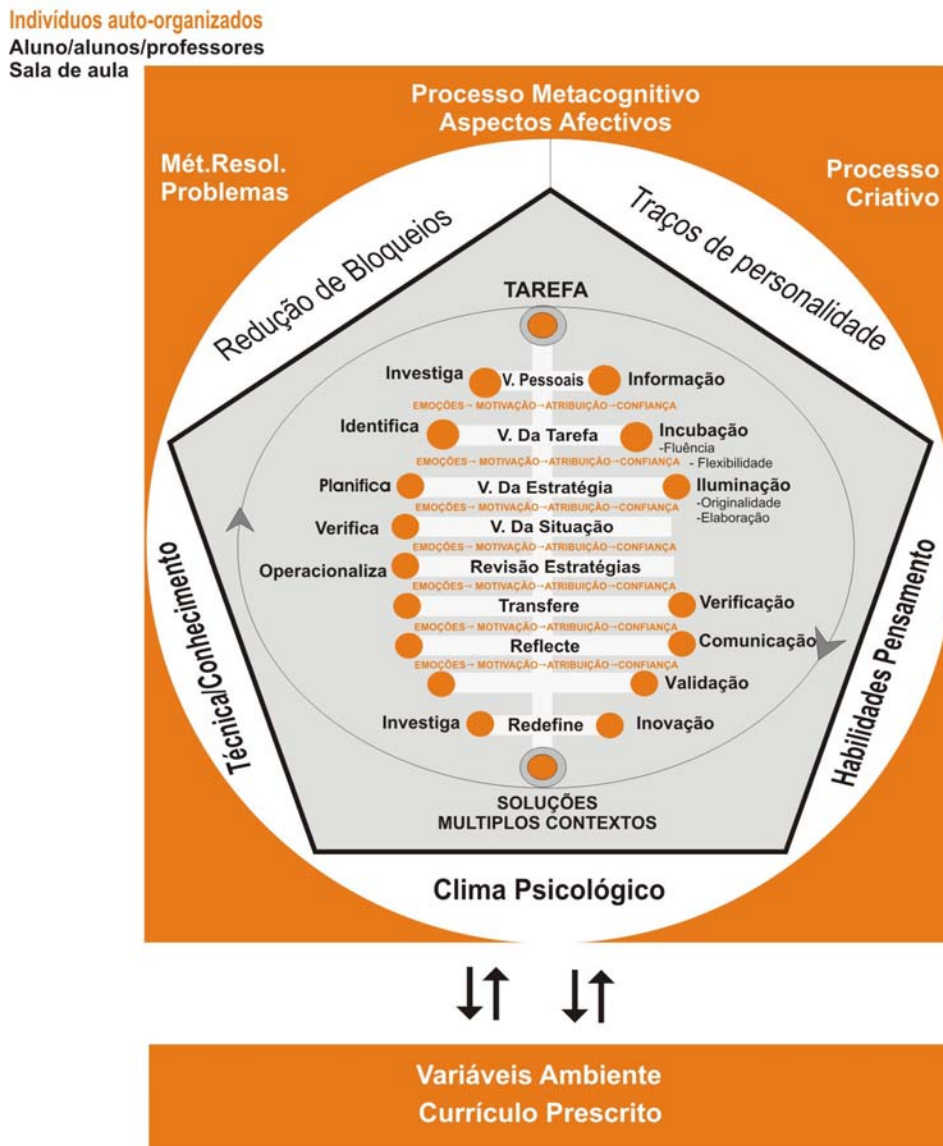 Indivíduos auto-organizados
Aluno/alunos/professores
Sala de aula
Processo Metacognitivo
Aspectos Afectivos
Mét.Resol.
Problemas
Processo
Criativo
Redução de Bloqueios
Traços de personalidade
TAREFA
Investiga V. Pessoais Informação
EMOÇÕES→ MOTIVAÇÃO→ATRIBUIÇÃO→CONFIANÇA
Identifica V. Da Tarefa Incubação
-Fluência
- Flexibilidade
EMOÇÕES→ MOTIVAÇÃO→ATRIBUIÇÃO→CONFIANÇA
Planifica V. Da Estratégia Iluminação
-Originalidade
-Elaboração
EMOÇÕES→ MOTIVAÇÃO→ATRIBUIÇÃO→CONFIANÇA
Verifica V. Da Situação
EMOÇÕES→ MOTIVAÇÃO→ATRIBUIÇÃO→CONFIANÇA
Operacionaliza Revisão Estratégias
EMOÇÕES→ MOTIVAÇÃO→ATRIBUIÇÃO→CONFIANÇA
Transfere Verificação
EMOÇÕES→ MOTIVAÇÃO→ATRIBUIÇÃO→CONFIANÇA
Reflecte Comunicação
EMOÇÕES→ MOTIVAÇÃO→ATRIBUIÇÃO→CONFIANÇA
Validação
Investiga Redefine Inovação
SOLUÇÕES
MULTIPLOS CONTEXTOS
Técnica/Conhecimento
Habilidades Pensamento
Clima Psicológico
Variáveis Ambiente
Currículo Prescrito